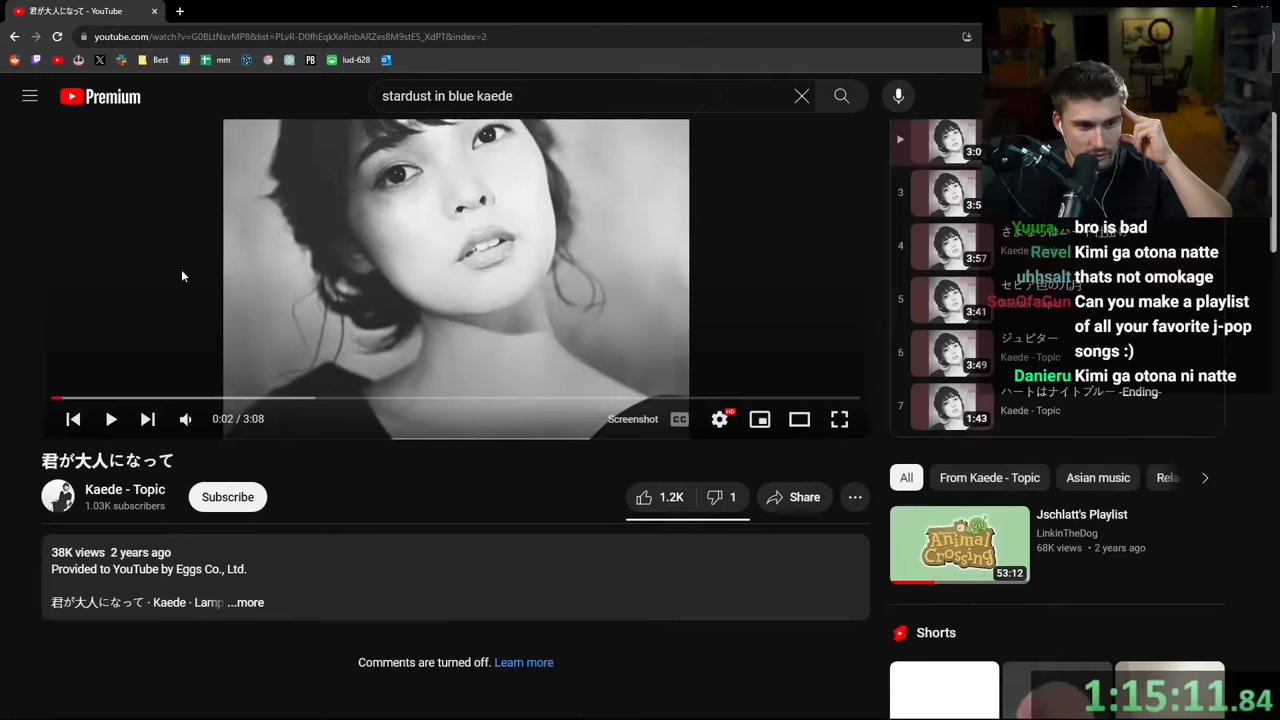 君が大人になって - YouTube
youtube.com/watch?v=G0BLtNsvMP8&list=PLvR-D0fhEqkXeRnbARZes8M9stE5_XdPT&index=2
Best
mm
PB
lud-628
Premium
stardust in blue kaede
3:0
3
3:5
4
3:57
Kaede - Topic
5
3:41
セピア色の九月
6
3:49
ジュピター
Kaede - Topic
7
1:43
ハートはナイトブルー -Ending-
Kaede - Topic
Yuura_ bro is bad
Revel Kimi ga otona natte
uhhsalt thats not omokage
SonOfaGun Can you make a playlist
of all your favorite j-pop
songs :)
Danieru Kimi ga otona ni natte
0:02 / 3:08
Screenshot
CC
HD
君が大人になって
Kaede - Topic
1.03K subscribers
Subscribe
1.2K
1
Share
38K views 2 years ago
Provided to YouTube by Eggs Co., Ltd.
君が大人になって · Kaede · Lamp ...more
Comments are turned off. Learn more
All
From Kaede - Topic
Asian music
Rela
Animal
Crossing
53:12
Jschlatt's Playlist
LinkinTheDog
68K views • 2 years ago
Shorts
1:15:11.84